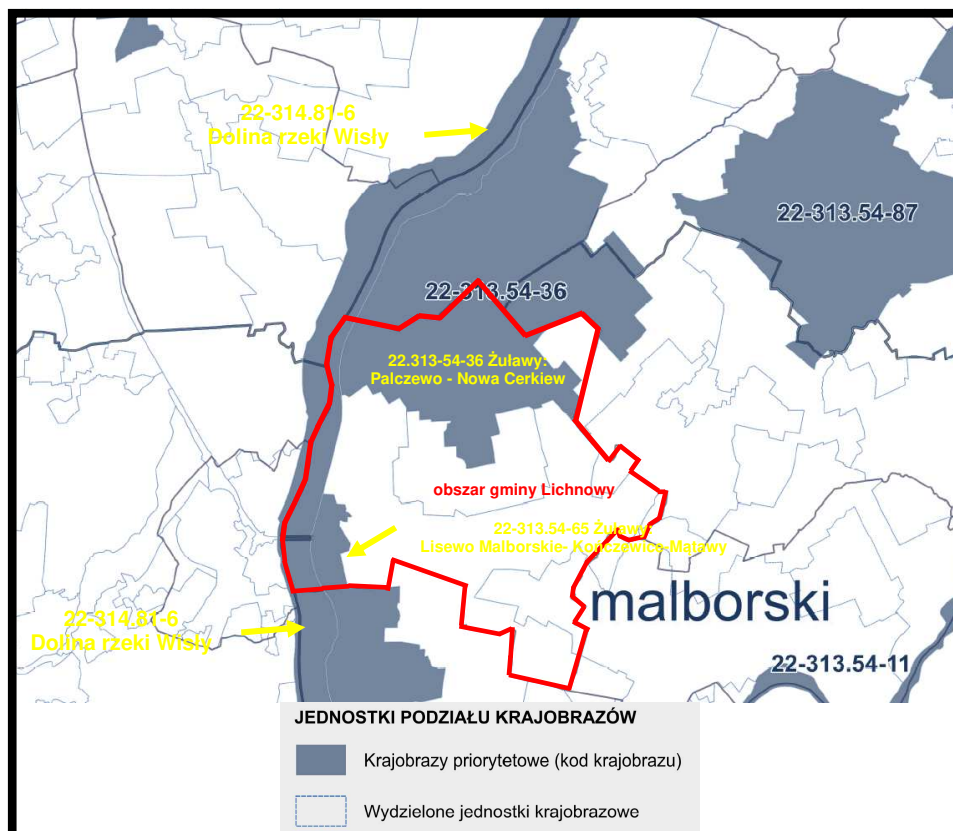 22-314.81-6
Dolina rzeki Wisły
22-313.54-87
22-313.54-36
22.313-54-36 Żuławy:
Palczewo - Nowa Cerkiew
obszar gminy Lichnowy
22-313.54-65 Żuławy:
Lisewo Malborskie- Kończewice-Mątawy
malborski
22-314.81-6
Dolina rzeki Wisły
22-313.54-11
JEDNOSTKI PODZIAŁU KRAJOBRAZÓW
Krajobrazy priorytetowe (kod krajobrazu)
Wydzielone jednostki krajobrazowe